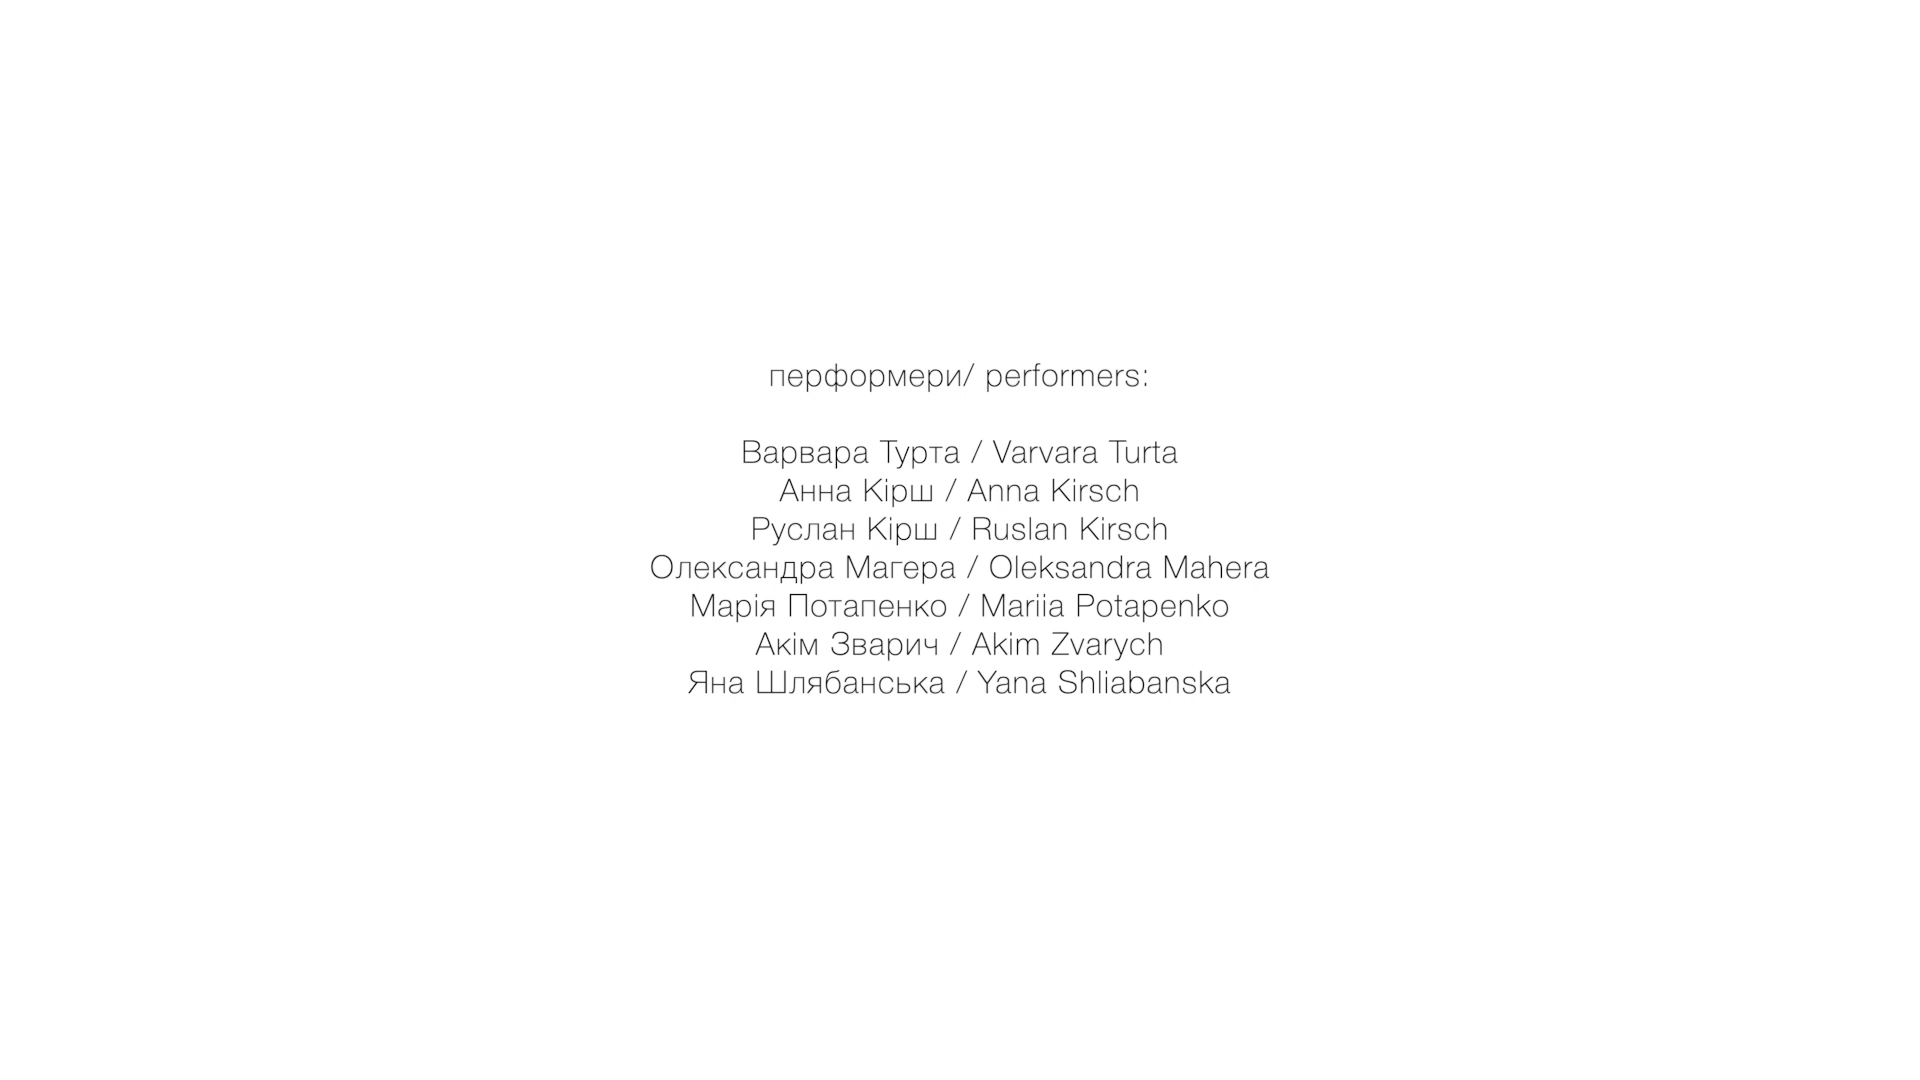 перформери/ performers:
Варвара Турта / Varvara Turta
Анна Кірш / Anna Kirsch
Руслан Кірш / Ruslan Kirsch
Олександра Магера / Oleksandra Mahera
Марія Потапенко / Mariia Potapenko
Акім Зварич / Akim Zvarych
Яна Шлябанська / Yana Shliabanska